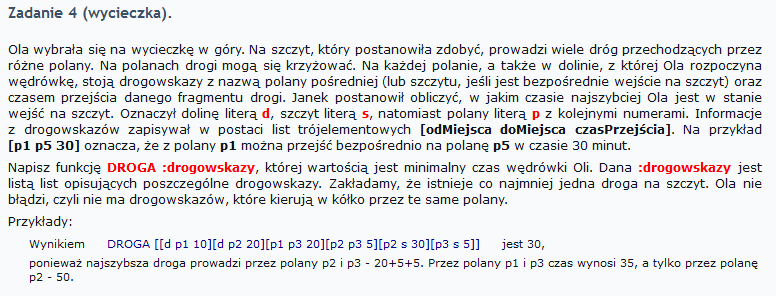 Zadanie 4 (wycieczka).
Ola wybrała się na wycieczkę w góry. Na szczyt, który postanowiła zdobyć, prowadzi wiele dróg przechodzących przez
różne polany. Na polanach drogi mogą się krzyżować. Na każdej polanie, a także w dolinie, z której Ola rozpoczyna
wędrówkę, stoją drogowskazy z nazwą polany pośredniej (lub szczytu, jeśli jest bezpośrednie wejście na szczyt) oraz
czasem przejścia danego fragmentu drogi. Janek postanowił obliczyć, w jakim czasie najszybciej Ola jest w stanie
wejść na szczyt. Oznaczył dolinę literą d, szczyt literą s, natomiast polany literą p z kolejnymi numerami. Informacje
z drogowskazów zapisywał w postaci list trójelementowych [odMiejsca doMiejsca czasPrzejścia]. Na przykład
[p1 p5 30] oznacza, że z polany p1 można przejść bezpośrednio na polanę p5 w czasie 30 minut.
Napisz funkcję DROGA :drogowskazy, której wartością jest minimalny czas wędrówki Oli. Dana :drogowskazy jest
listą list opisujących poszczególne drogowskazy. Zakładamy, że istnieje co najmniej jedna droga na szczyt. Ola nie
błądzi, czyli nie ma drogowskazów, które kierują w kółko przez te same polany.
Przykłady:
Wynikiem DROGA [[d p1 10][d p2 20][p1 p3 20][p2 p3 5][p2 s 30][p3 s 5]] jest 30,
ponieważ najszybsza droga prowadzi przez polany p2 i p3 - 20+5+5. Przez polany p1 i p3 czas wynosi 35, a tylko przez polanę
p2 - 50.